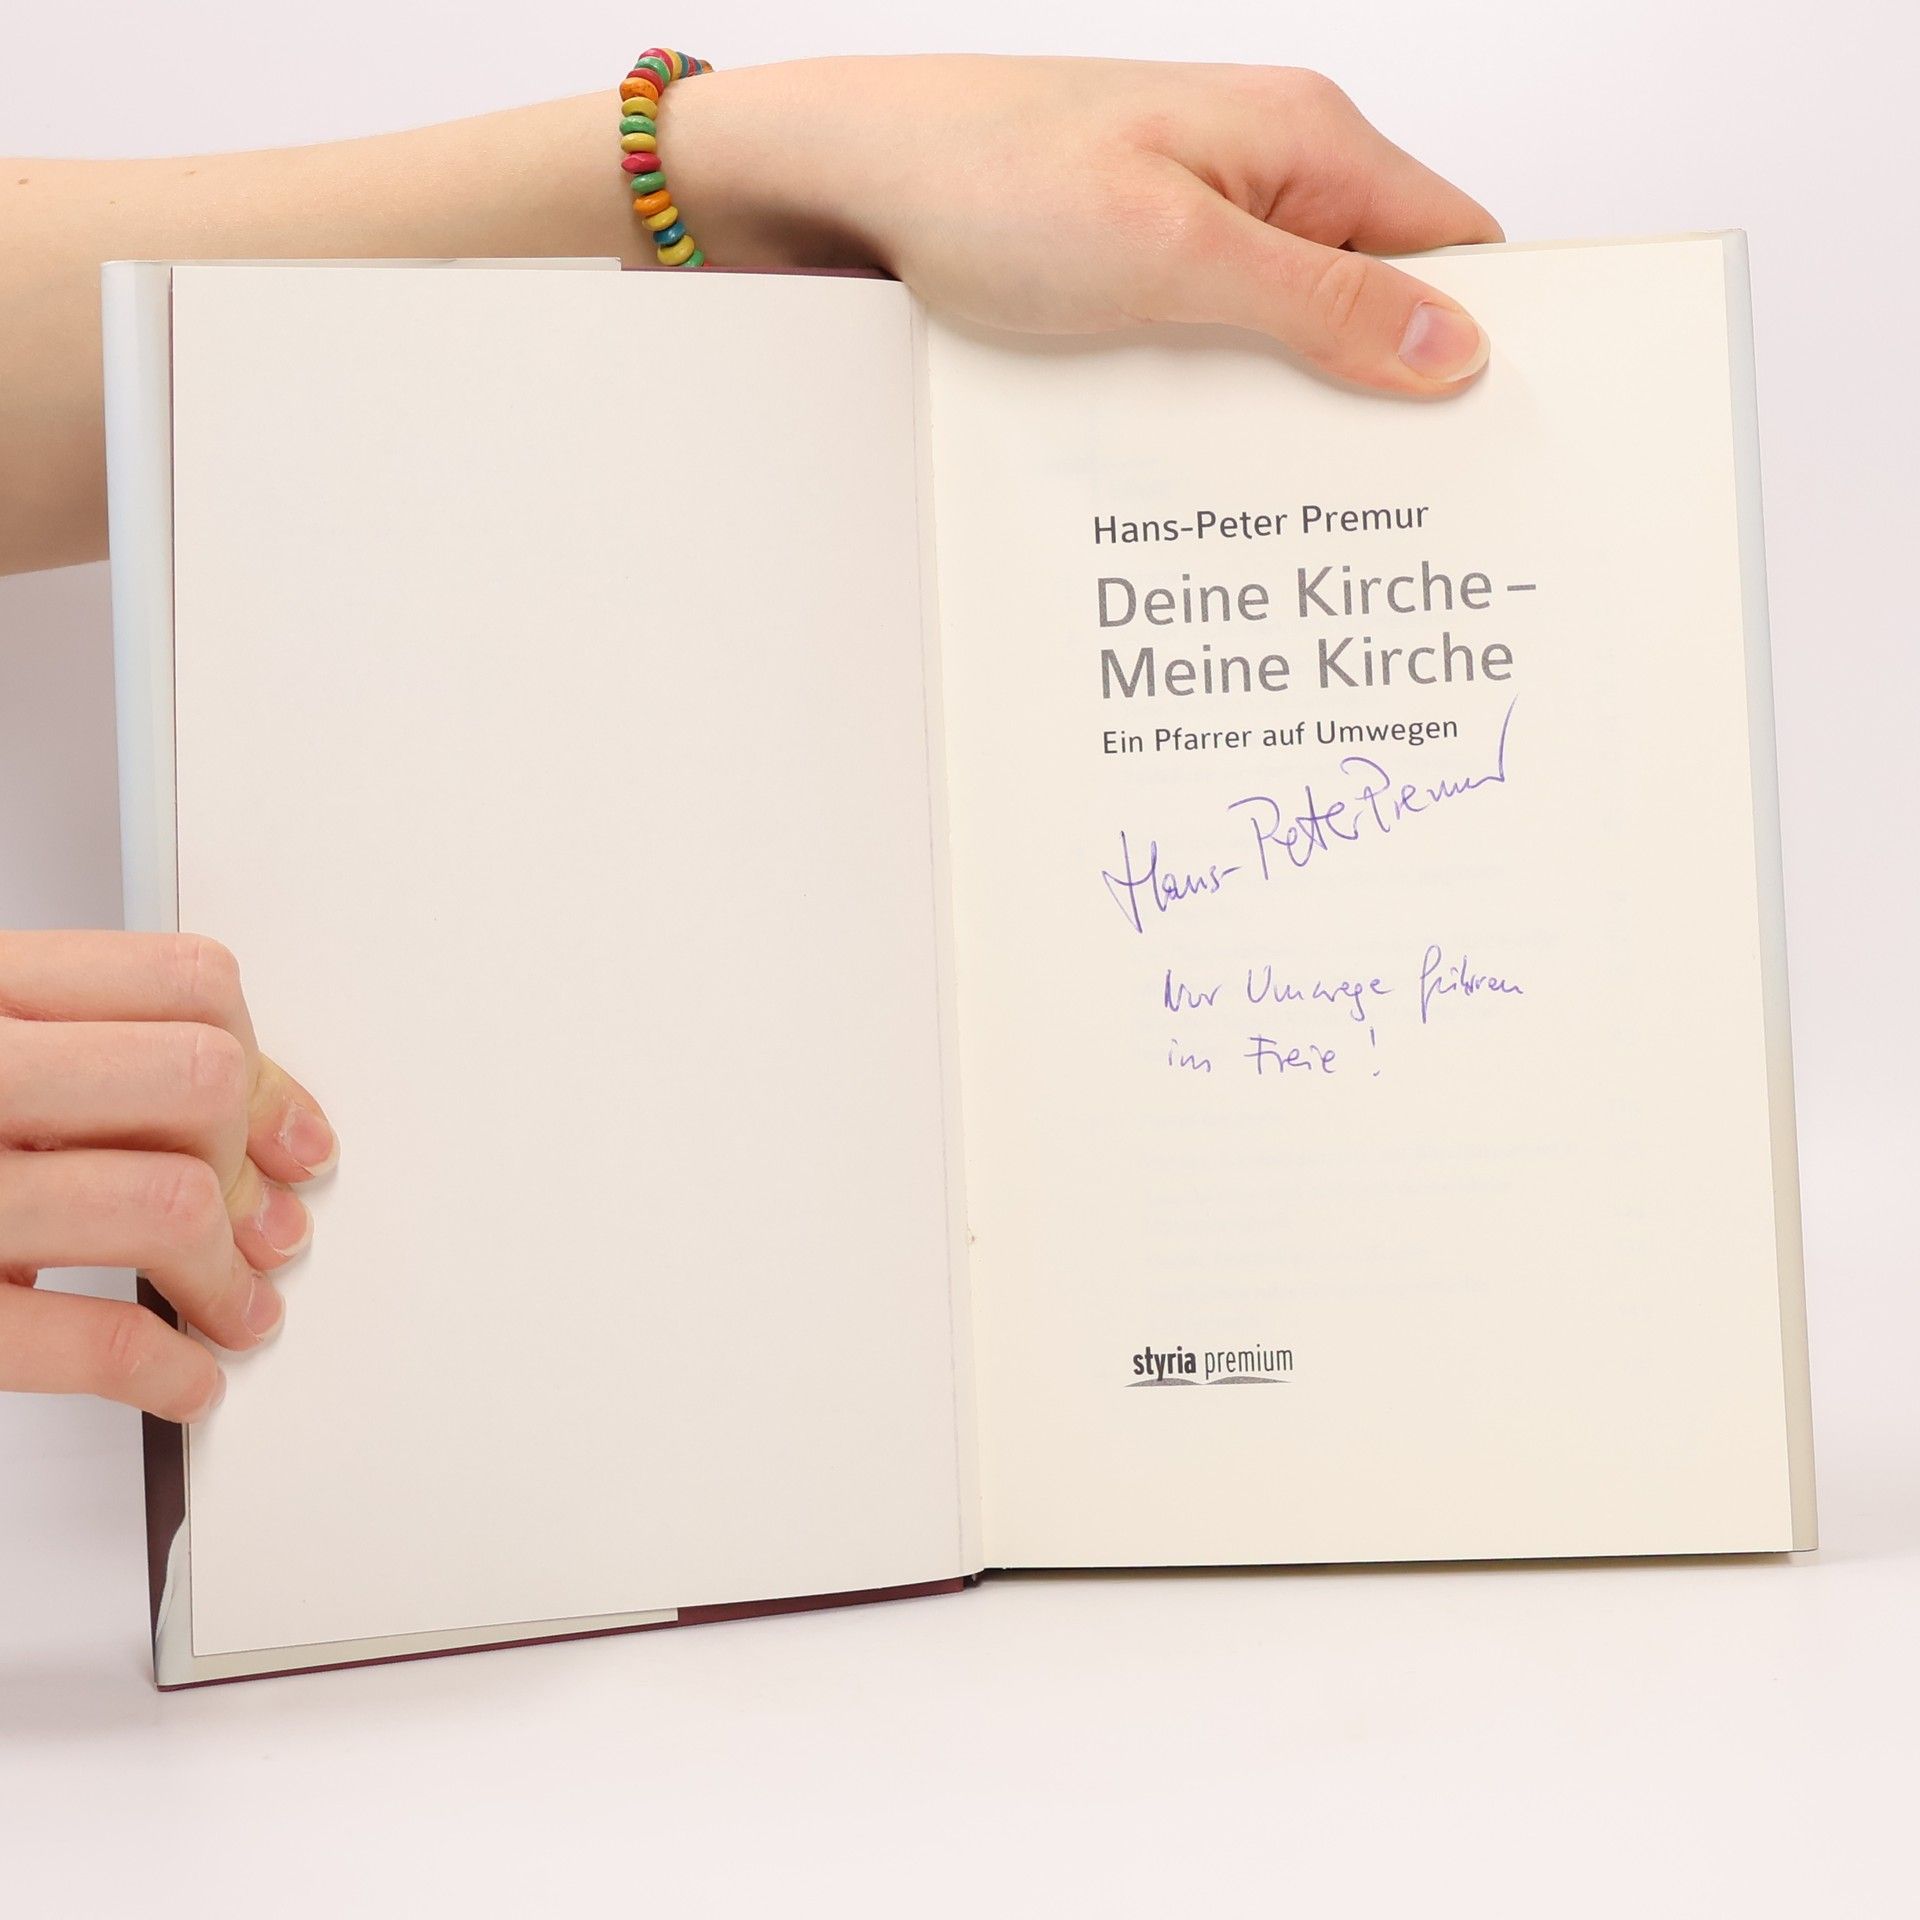 Hans-Peter Premur
Deine Kirche –
Meine Kirche
Ein Pfarrer auf Umwegen
Hans-Peter Premur
Nur Umwege führen
ins Freie!
styria premium